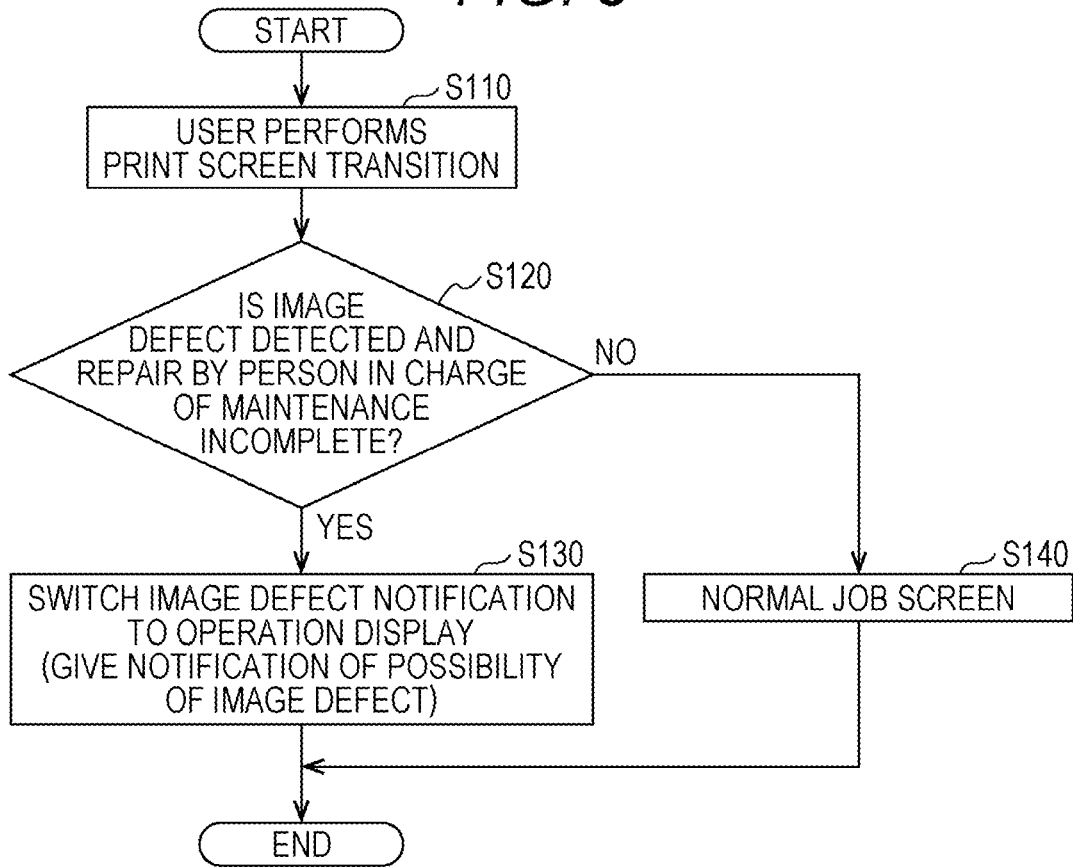 START
S110
USER PERFORMS
PRINT SCREEN TRANSITION
S120
IS IMAGE
DEFECT DETECTED AND
REPAIR BY PERSON IN CHARGE
OF MAINTENANCE
INCOMPLETE?
NO
YES
S130
SWITCH IMAGE DEFECT NOTIFICATION
TO OPERATION DISPLAY
(GIVE NOTIFICATION OF POSSIBILITY
OF IMAGE DEFECT)
S140
NORMAL JOB SCREEN
END